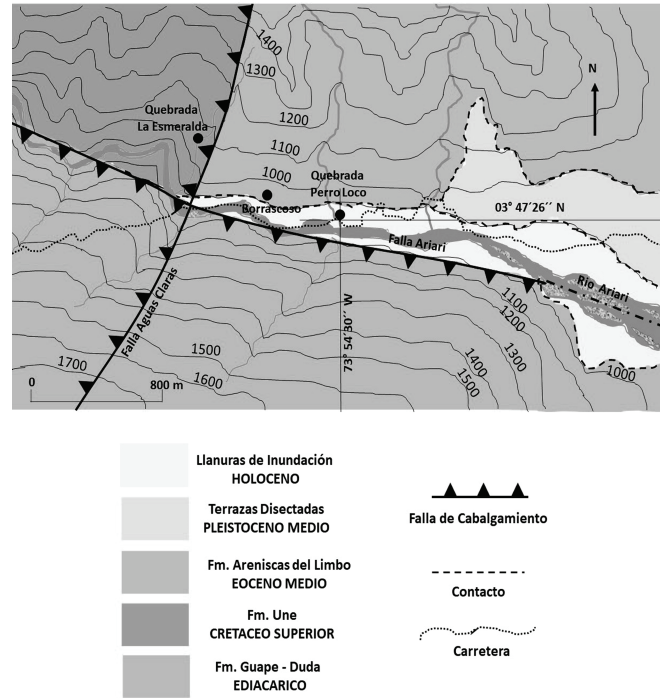 1400
1300
Quebrada
La Esmeralda
1200
N
1100
1000
Quebrada
Perro Loco
Borrascoso
03° 47´26´´ N
Falla Ariari
Río Ariari
Falla Aguas Claras
73° 54´30´´ W
1100
1200
1300
1400
1500
1500
1600
1700
1000
0
800 m
Llanuras de Inundación
HOLOCENO
Terrazas Disectadas
PLEISTOCENO MEDIO
Falla de Cabalgamiento
Fm. Areniscas del Limbo
EOCENO MEDIO
Contacto
Fm. Une
CRETACEO SUPERIOR
Carretera
Fm. Guape - Duda
EDIACARICO